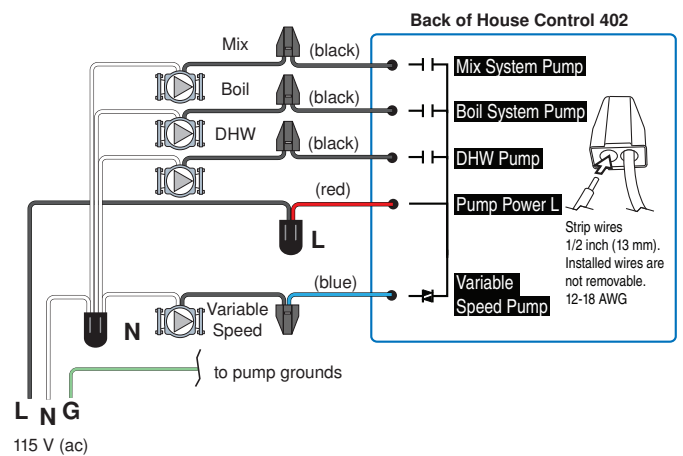 Back of House Control 402
Mix
(black)
Mix System Pump
Boil
(black)
Boil System Pump
DHW
(black)
DHW Pump
(red)
Pump Power L
L
Strip wires
1/2 inch (13 mm).
Installed wires are
not removable.
12-18 AWG
(blue)
Variable
Speed Pump
Variable
Speed
N
to pump grounds
L N G
115 V (ac)